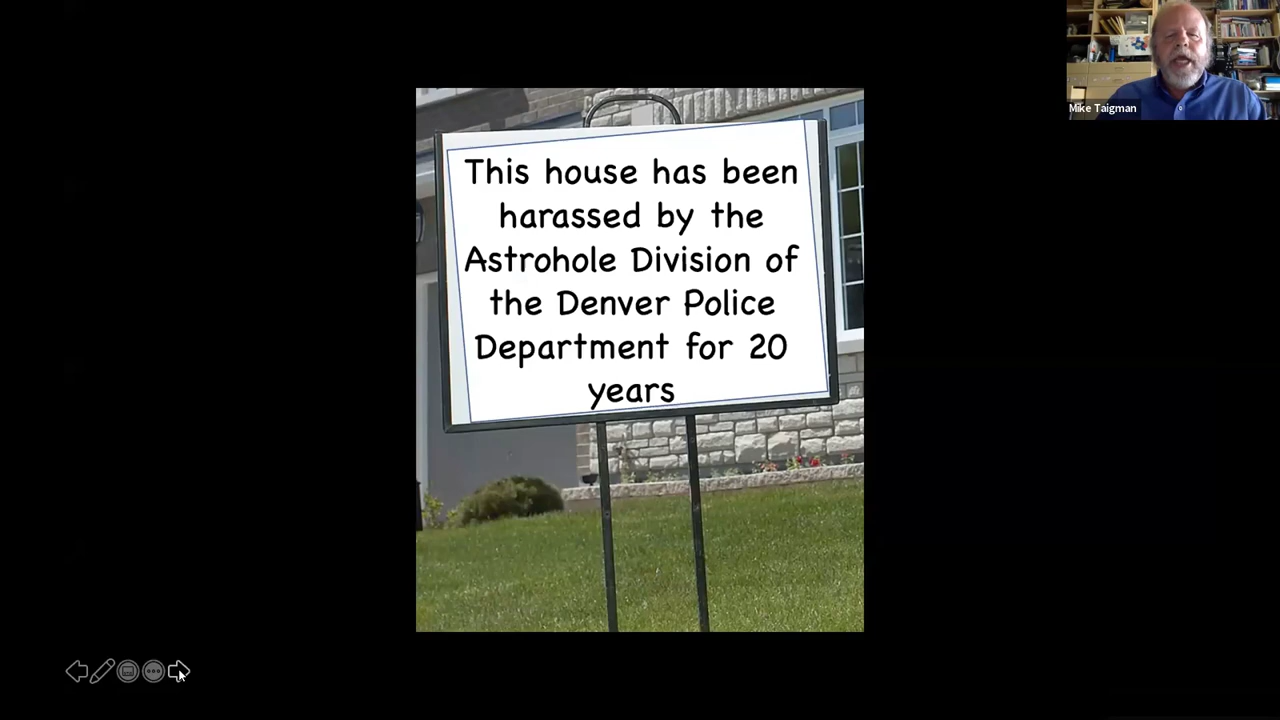 Mike Taigman
This house has been
harassed by the
Astrohole Division of
the Denver Police
Department for 20
years